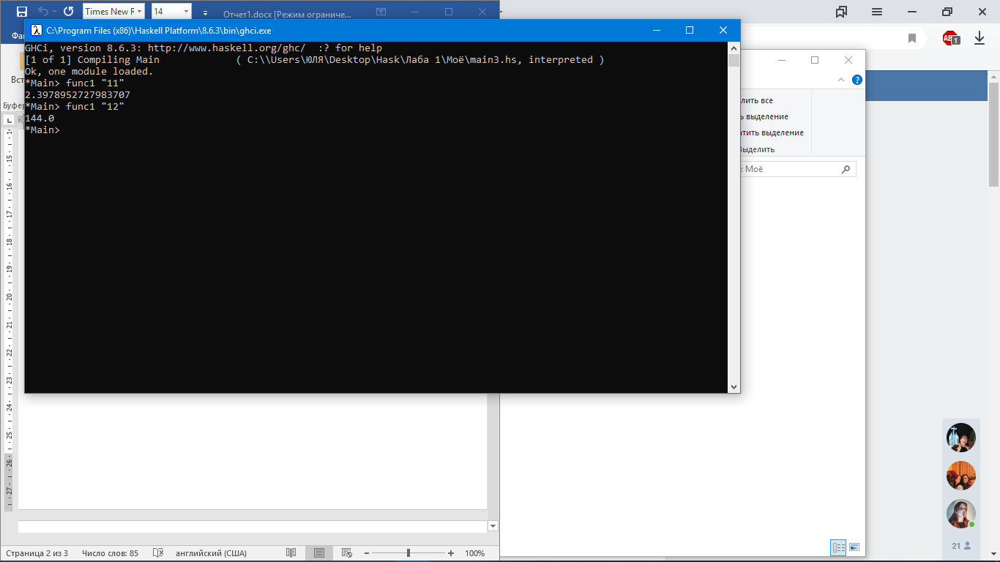 Times New R
14
Отчет1.docx [Режим ограниче...
C:\Program Files (x86)\Haskell Platform\8.6.3\bin\ghci.exe
GHCi, version 8.6.3: http://www.haskell.org/ghc/  :? for help
[1 of 1] Compiling Main             ( C:\\Users\ЮЛЯ\Desktop\Hask\Лаба 1\Моё\main3.hs, interpreted )
Ok, one module loaded.
*Main> func1 "11"
2.3978952727983707
*Main> func1 "12"
144.0
*Main>
Фа
Вст
Буфер
L
15
16
17
18
19
20
21
22
23
24
25
26
27
1
?
лить все
ь выделение
атить выделение
Выделить
: Моё
21
Страница 2 из 3
Число слов: 85
английский (США)
100%